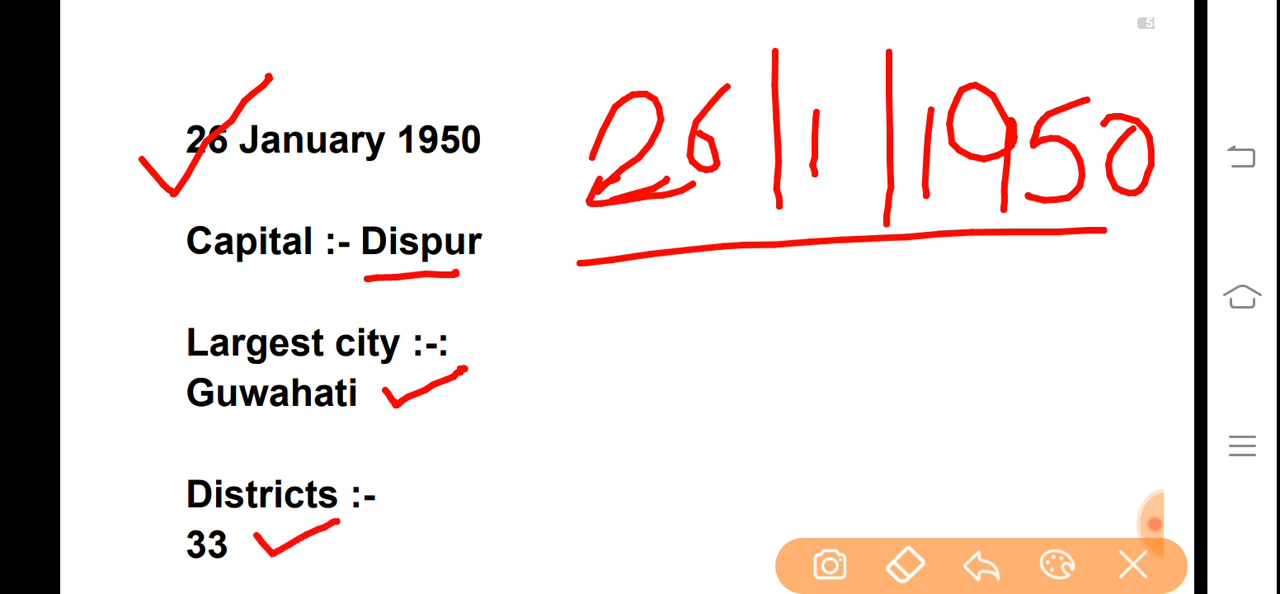 26 January 1950
26|1|1950
Capital :- Dispur
Largest city :-:
Guwahati
Districts :-
33